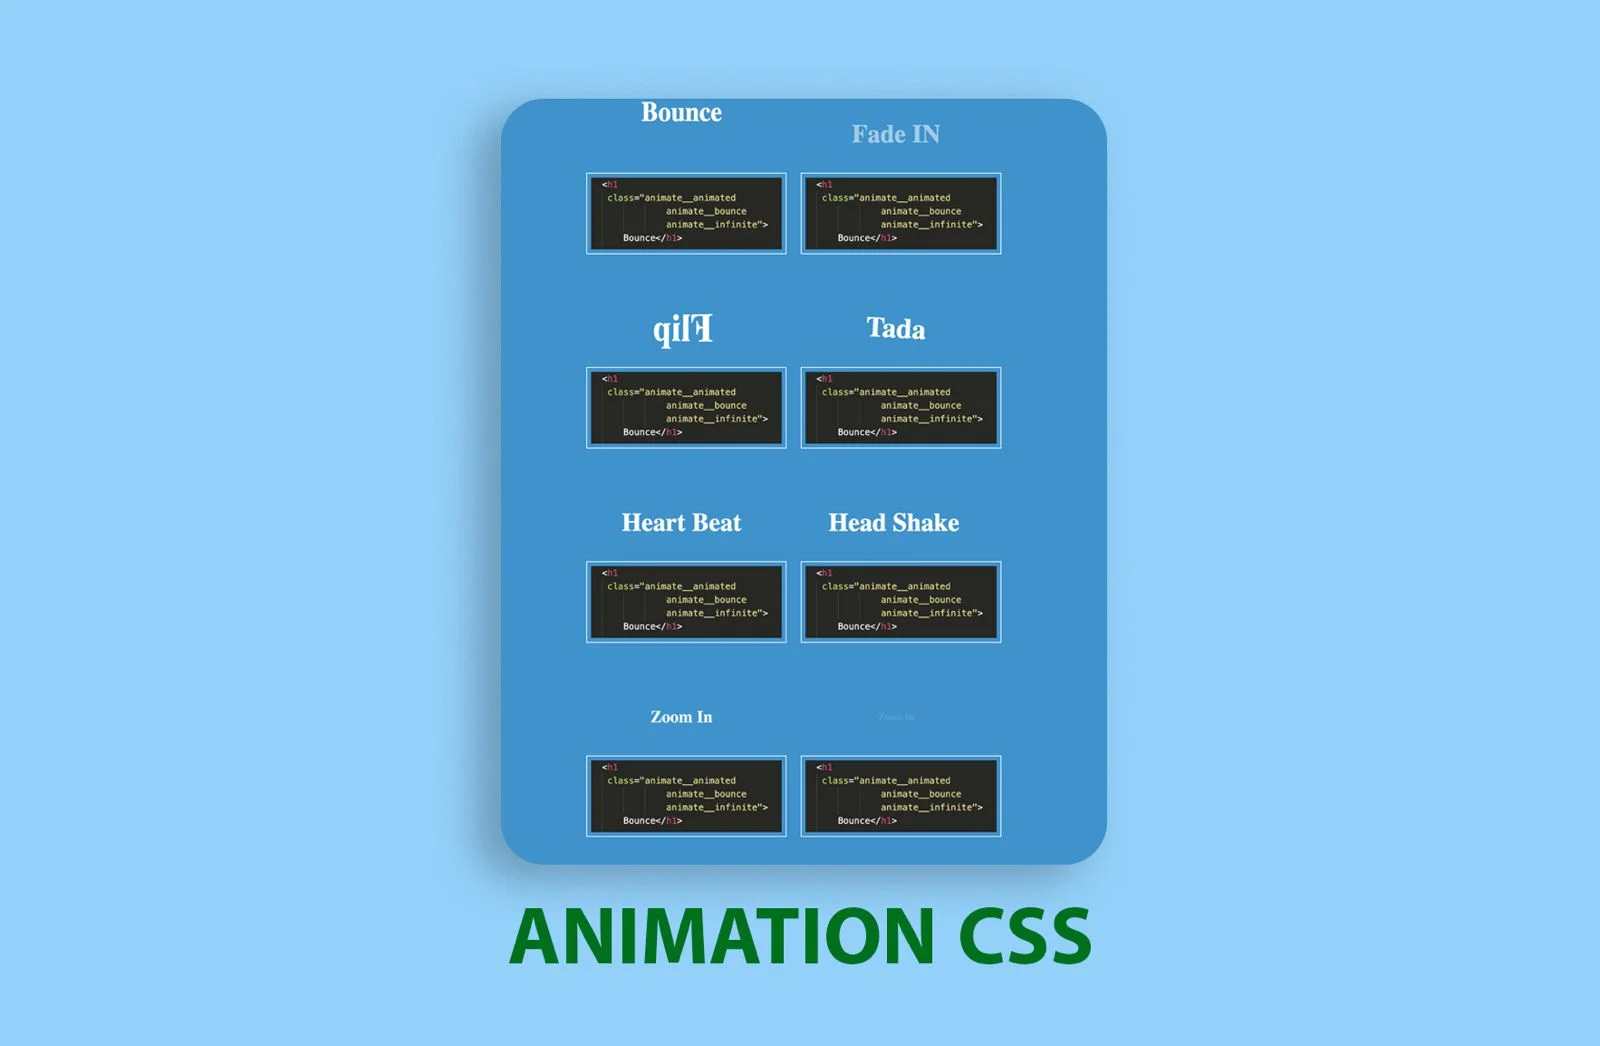 Bounce
Fade IN
<h1
class="animate__animated
animate__bounce
animate__infinite">
Bounce</h1>
<h1
class="animate__animated
animate__bounce
animate__infinite">
Bounce</h1>
Flip
Tada
<h1
class="animate__animated
animate__bounce
animate__infinite">
Bounce</h1>
<h1
class="animate__animated
animate__bounce
animate__infinite">
Bounce</h1>
Heart Beat
Head Shake
<h1
class="animate__animated
animate__bounce
animate__infinite">
Bounce</h1>
<h1
class="animate__animated
animate__bounce
animate__infinite">
Bounce</h1>
Zoom In
Zoom In
<h1
class="animate__animated
animate__bounce
animate__infinite">
Bounce</h1>
<h1
class="animate__animated
animate__bounce
animate__infinite">
Bounce</h1>
ANIMATION CSS